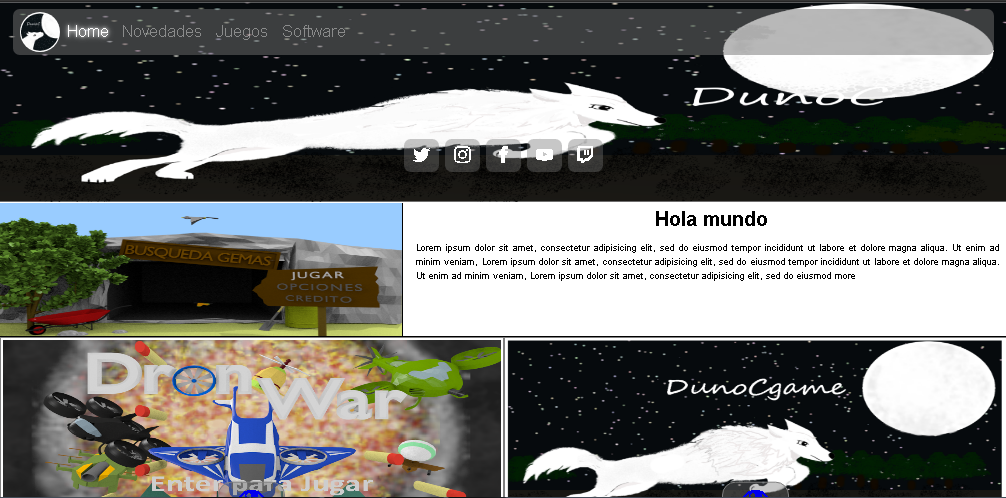 Home Novedades Juegos Software
DunoC
BUSQUEDA GEMAS
JUGAR
OPCIONES
CREDITO
Hola mundo
Lorem ipsum dolor sit amet, consectetur adipisicing elit, sed do eiusmod tempor incididunt ut labore et dolore magna aliqua. Ut enim ad
minim veniam, Lorem ipsum dolor sit amet, consectetur adipisicing elit, sed do eiusmod tempor incididunt ut labore et dolore magna aliqua.
Ut enim ad minim veniam, Lorem ipsum dolor sit amet, consectetur adipisicing elit, sed do eiusmod more
Dron
War
Enter para Jugar
DunoCgame